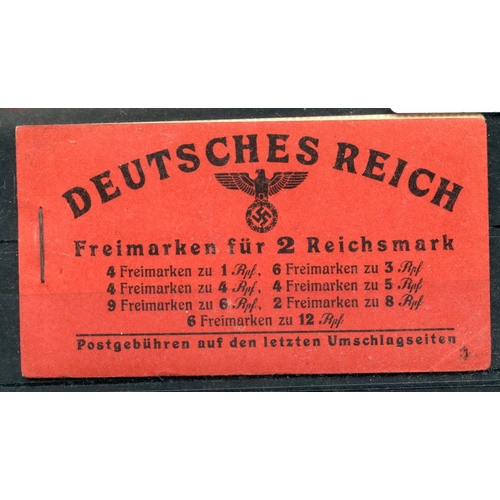 DEUTSCHES REICH
Freimarken für 2 Reichsmark
4 Freimarken zu 1 Rpf, 6 Freimarken zu 3 Rpf
4 Freimarken zu 4 Rpf, 4 Freimarken zu 5 Rpf
9 Freimarken zu 6 Rpf, 2 Freimarken zu 8 Rpf
6 Freimarken zu 12 Rpf
Postgebühren auf den letzten Umschlagseiten